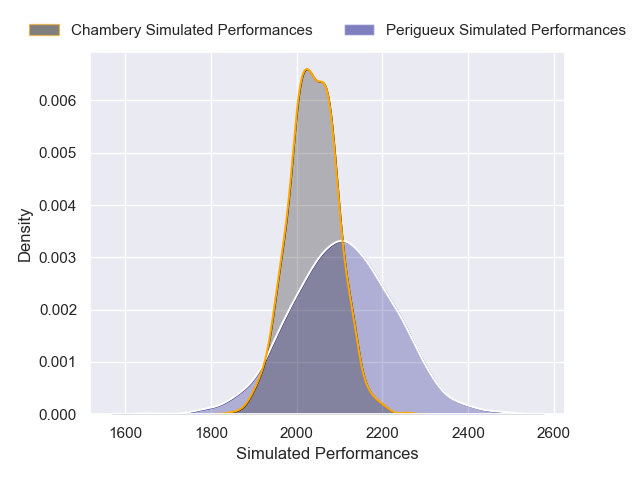 Chambery Simulated Performances
Perigueux Simulated Performances
0.006
0.005
0.004
0.003
0.002
0.001
0.000
Density
1600 1800 2000 2200 2400 2600
Simulated Performances